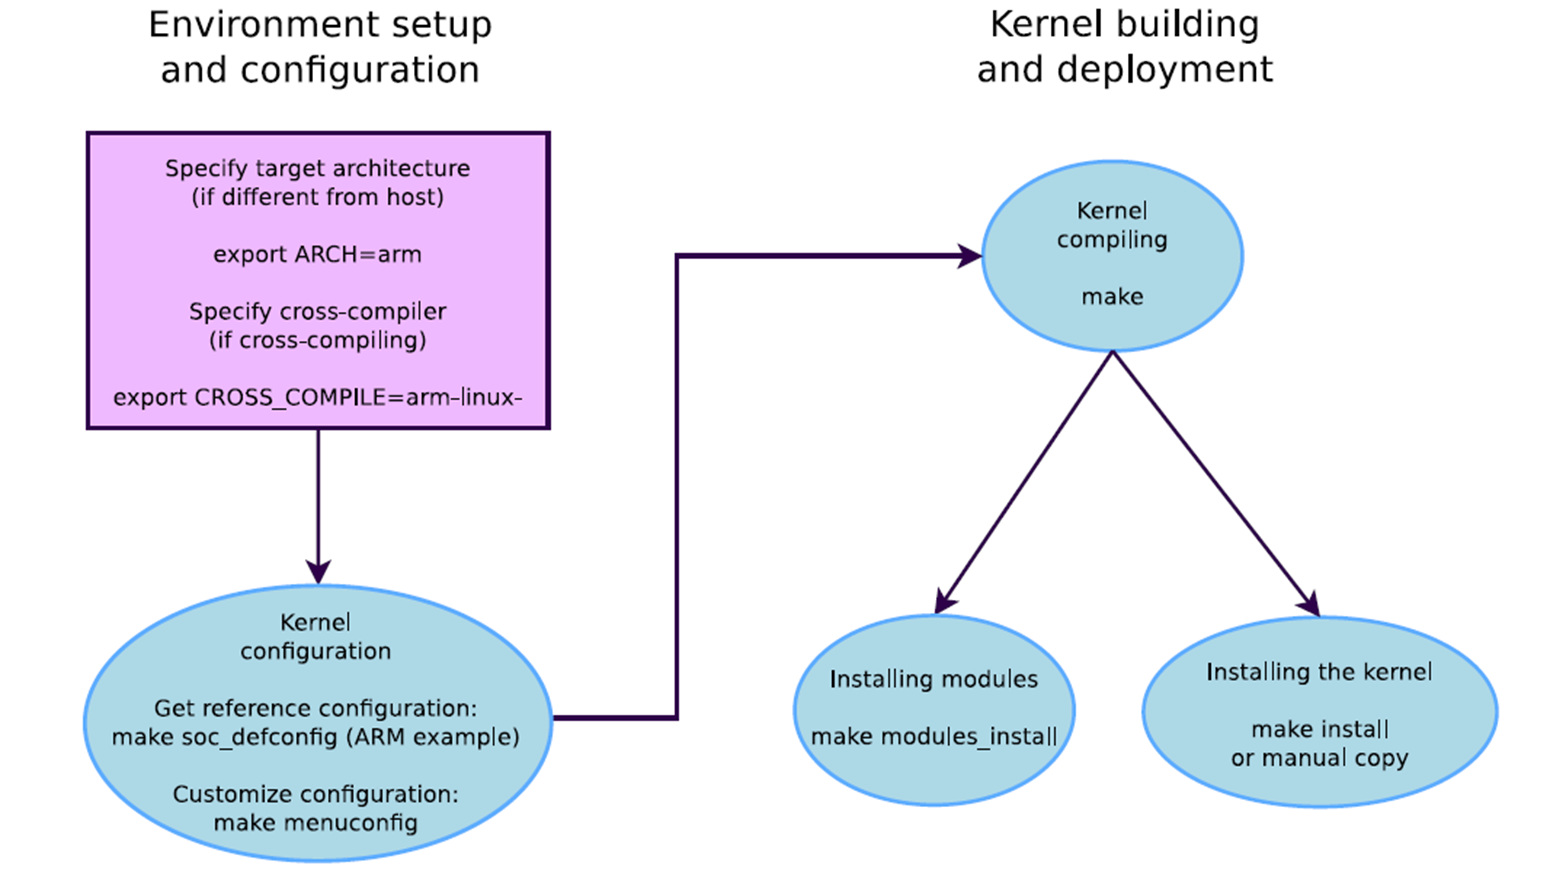 Environment setup
and configuration
Specify target architecture
(if different from host)
export ARCH=arm
Specify cross-compiler
(if cross-compiling)
export CROSS_COMPILE=arm-linux-
Kernel
configuration
Get reference configuration:
make soc_defconfig (ARM example)
Customize configuration:
make menuconfig
Kernel building
and deployment
Kernel
compiling
make
Installing modules
make modules_install
Installing the kernel
make install
or manual copy